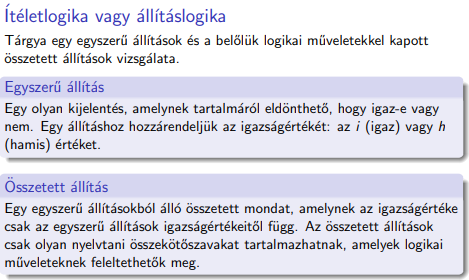 Ítéletlogika vagy állításlogika
Tárgya egy egyszerű állítások és a belőlük logikai műveletekkel kapott
összetett állítások vizsgálata.
Egyszerű állítás
Egy olyan kijelentés, amelynek tartalmáról eldönthető, hogy igaz-e vagy
nem. Egy állításhoz hozzárendeljük az igazságértékét: az i (igaz) vagy h
(hamis) értéket.
Összetett állítás
Egy egyszerű állításokból álló összetett mondat, amelynek az igazságértéke
csak az egyszerű állítások igazságértékeitől függ. Az összetett állítások
csak olyan nyelvtani összekötőszavakat tartalmazhatnak, amelyek logikai
műveleteknek feleltethetők meg.